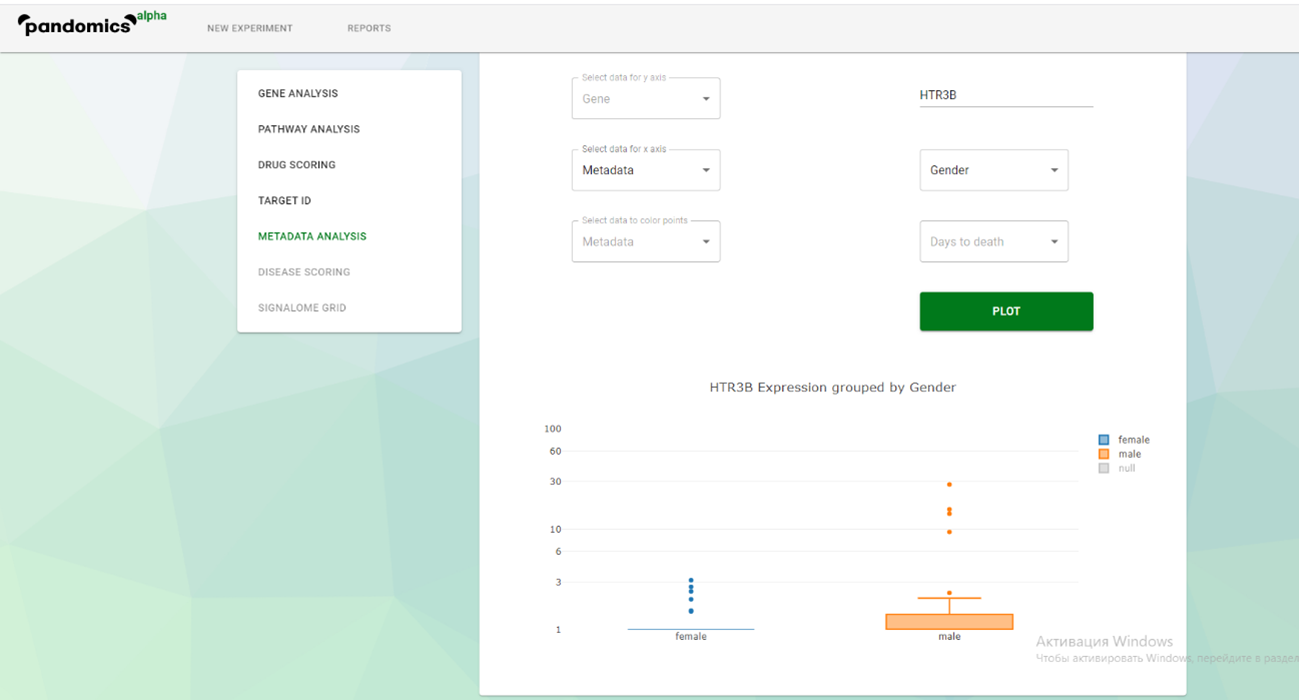 pandomics alpha
NEW EXPERIMENT
REPORTS
GENE ANALYSIS
PATHWAY ANALYSIS
DRUG SCORING
TARGET ID
METADATA ANALYSIS
DISEASE SCORING
SIGNALOME GRID
Select data for y axis
Gene
HTR3B
Select data for x axis
Metadata
Gender
Select data to color points
Metadata
Days to death
PLOT
HTR3B Expression grouped by Gender
100
60
30
10
6
3
1
female
male
female
male
null
Активация Windows
Чтобы активировать Windows, перейдите в раздел